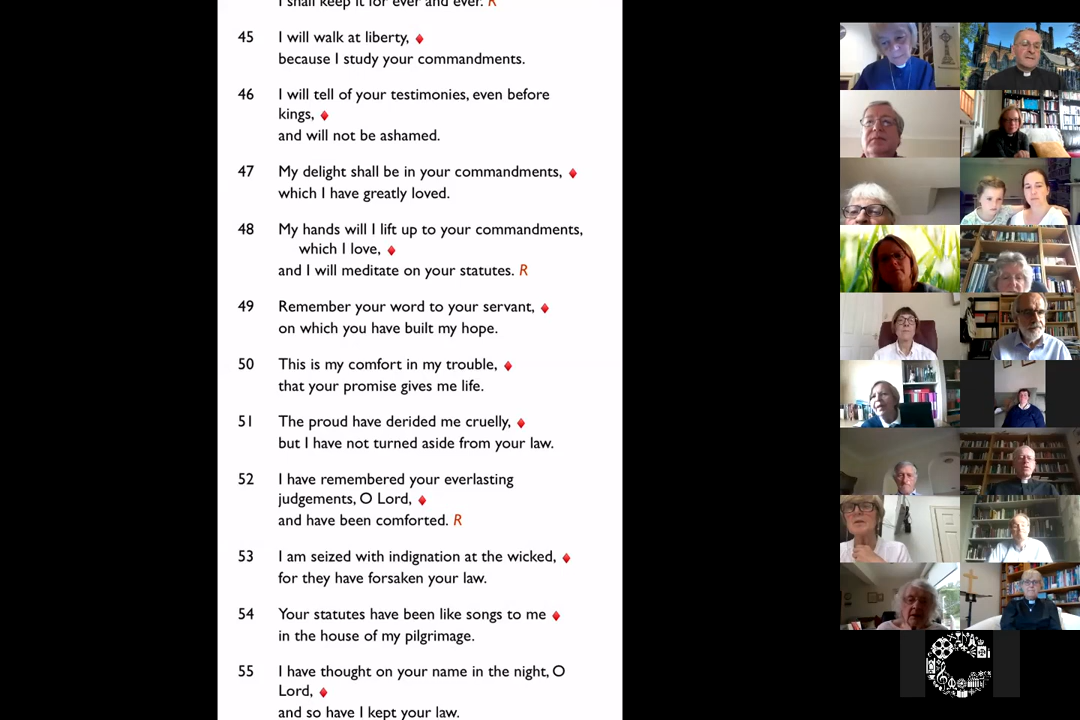 I shall keep it for ever and ever. R
45 I will walk at liberty, ♦
because I study your commandments.
46 I will tell of your testimonies, even before
kings, ♦
and will not be ashamed.
47 My delight shall be in your commandments, ♦
which I have greatly loved.
48 My hands will I lift up to your commandments,
which I love, ♦
and I will meditate on your statutes. R
49 Remember your word to your servant, ♦
on which you have built my hope.
50 This is my comfort in my trouble, ♦
that your promise gives me life.
51 The proud have derided me cruelly, ♦
but I have not turned aside from your law.
52 I have remembered your everlasting
judgements, O Lord, ♦
and have been comforted. R
53 I am seized with indignation at the wicked, ♦
for they have forsaken your law.
54 Your statutes have been like songs to me ♦
in the house of my pilgrimage.
55 I have thought on your name in the night, O
Lord, ♦
and so have I kept your law.